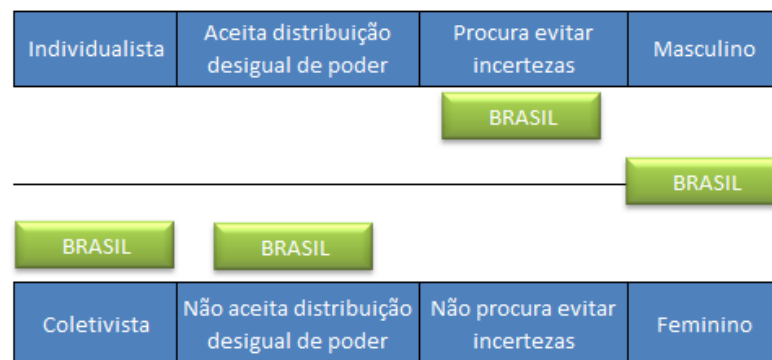 Individualista
Aceita distribuição
desigual de poder
Procura evitar
incertezas
Masculino
BRASIL
BRASIL
BRASIL
BRASIL
Coletivista
Não aceita distribuição
desigual de poder
Não procura evitar
incertezas
Feminino